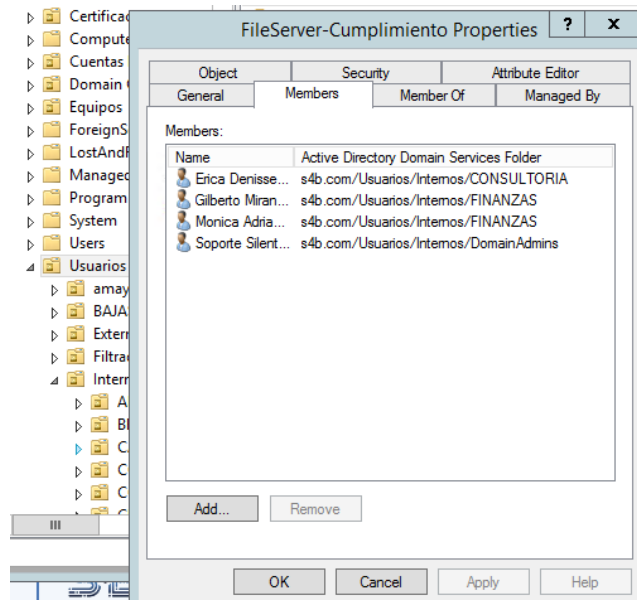 FileServer-Cumplimiento Properties
?
x
Object
Security
Attribute Editor
General
Members
Member Of
Managed By
Members:
Name Active Directory Domain Services Folder
Erica Denisse... s4b.com/Usuarios/Internos/CONSULTORIA
Gilberto Miran... s4b.com/Usuarios/Internos/FINANZAS
Monica Adria... s4b.com/Usuarios/Internos/FINANZAS
Soporte Silent... s4b.com/Usuarios/Internos/DomainAdmins
Add...
Remove
OK
Cancel
Apply
Help
Certificac
Compute
Cuentas
Domain
Equipos
ForeignS
LostAndF
Managed
Program
System
Users
Usuarios
amay
BAJA
Extern
Filtra
Intern
A
C
C
C